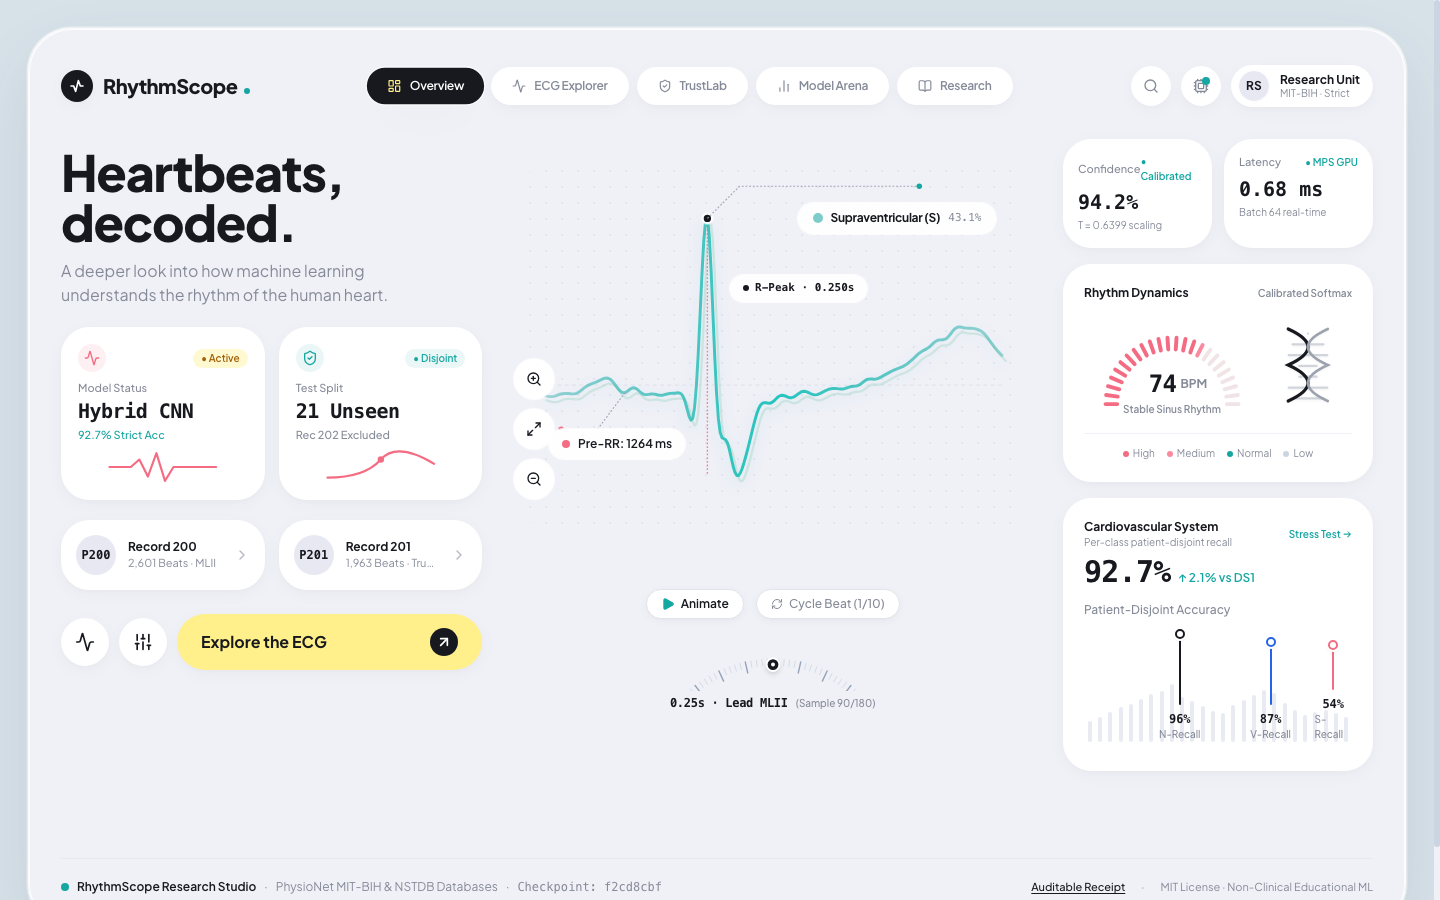 RhythmScope
Overview
ECG Explorer
TrustLab
Model Arena
Research
RS
Research Unit
MIT-BIH · Strict
Heartbeats,
decoded.
A deeper look into how machine learning
understands the rhythm of the human heart.
Active
Model Status
Hybrid CNN
92.7% Strict Acc
Disjoint
Test Split
21 Unseen
Rec 202 Excluded
P200
Record 200
2,601 Beats · MLII
P201
Record 201
1,963 Beats · Tru...
Explore the ECG
Supraventricular (S) 43.1%
R-Peak · 0.250s
Pre-RR: 1264 ms
Animate
Cycle Beat (1/10)
0.25s · Lead MLII (Sample 90/180)
Confidence
• Calibrated
94.2%
T = 0.6399 scaling
Latency
• MPS GPU
0.68 ms
Batch 64 real-time
Rhythm Dynamics
Calibrated Softmax
74 BPM
Stable Sinus Rhythm
High
Medium
Normal
Low
Cardiovascular System
Per-class patient-disjoint recall
Stress Test →
92.7% ↑ 2.1% vs DS1
Patient-Disjoint Accuracy
96%
N-Recall
87%
V-Recall
54%
S-
Recall
RhythmScope Research Studio · PhysioNet MIT-BIH & NSTDB Databases · Checkpoint: f2cd8cbf
Auditable Receipt · MIT License · Non-Clinical Educational ML